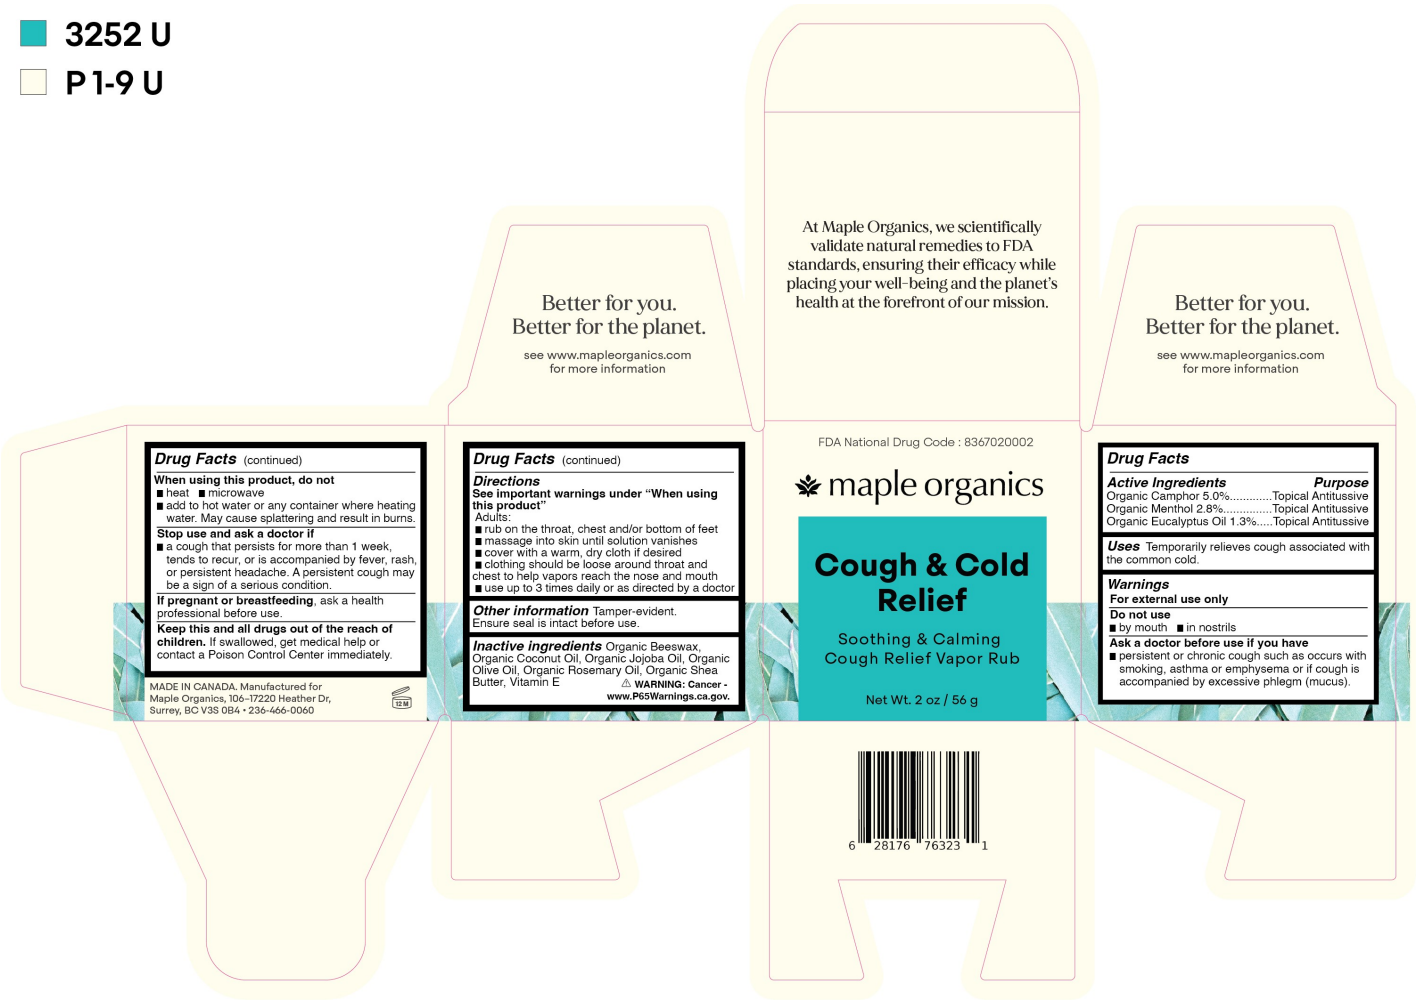 3252 U
P 1-9 U
At Maple Organics, we scientifically
validate natural remedies to FDA
standards, ensuring their efficacy while
placing your well-being and the planet's
health at the forefront of our mission.
Better for you.
Better for the planet.
see www.mapleorganics.com
for more information
Better for you.
Better for the planet.
see www.mapleorganics.com
for more information
Drug Facts (continued)
When using this product, do not
■ heat ■ microwave
■ add to hot water or any container where heating
water. May cause splattering and result in burns.
Stop use and ask a doctor if
■ a cough that persists for more than 1 week,
tends to recur, or is accompanied by fever, rash,
or persistent headache. A persistent cough may
be a sign of a serious condition.
If pregnant or breastfeeding, ask a health
professional before use.
Keep this and all drugs out of the reach of
children. If swallowed, get medical help or
contact a Poison Control Center immediately.
MADE IN CANADA. Manufactured for
Maple Organics, 106–17220 Heather Dr,
Surrey, BC V3S 0B4 • 236-466-0060
12 M
Drug Facts (continued)
Directions
See important warnings under “When using
this product”
Adults:
■ rub on the throat, chest and/or bottom of feet
■ massage into skin until solution vanishes
■ cover with a warm, dry cloth if desired
■ clothing should be loose around throat and
chest to help vapors reach the nose and mouth
■ use up to 3 times daily or as directed by a doctor
Other information Tamper-evident.
Ensure seal is intact before use.
Inactive ingredients Organic Beeswax,
Organic Coconut Oil, Organic Jojoba Oil, Organic
Olive Oil, Organic Rosemary Oil, Organic Shea
Butter, Vitamin E ⚠ WARNING: Cancer -
www.P65Warnings.ca.gov.
FDA National Drug Code : 8367020002
maple organics
Cough & Cold
Relief
Soothing & Calming
Cough Relief Vapor Rub
Net Wt. 2 oz / 56 g
6 28176 76323 1
Drug Facts
Active Ingredients Purpose
Organic Camphor 5.0%.............Topical Antitussive
Organic Menthol 2.8%..............Topical Antitussive
Organic Eucalyptus Oil 1.3%.....Topical Antitussive
Uses Temporarily relieves cough associated with
the common cold.
Warnings
For external use only
Do not use
■ by mouth ■ in nostrils
Ask a doctor before use if you have
■ persistent or chronic cough such as occurs with
smoking, asthma or emphysema or if cough is
accompanied by excessive phlegm (mucus).